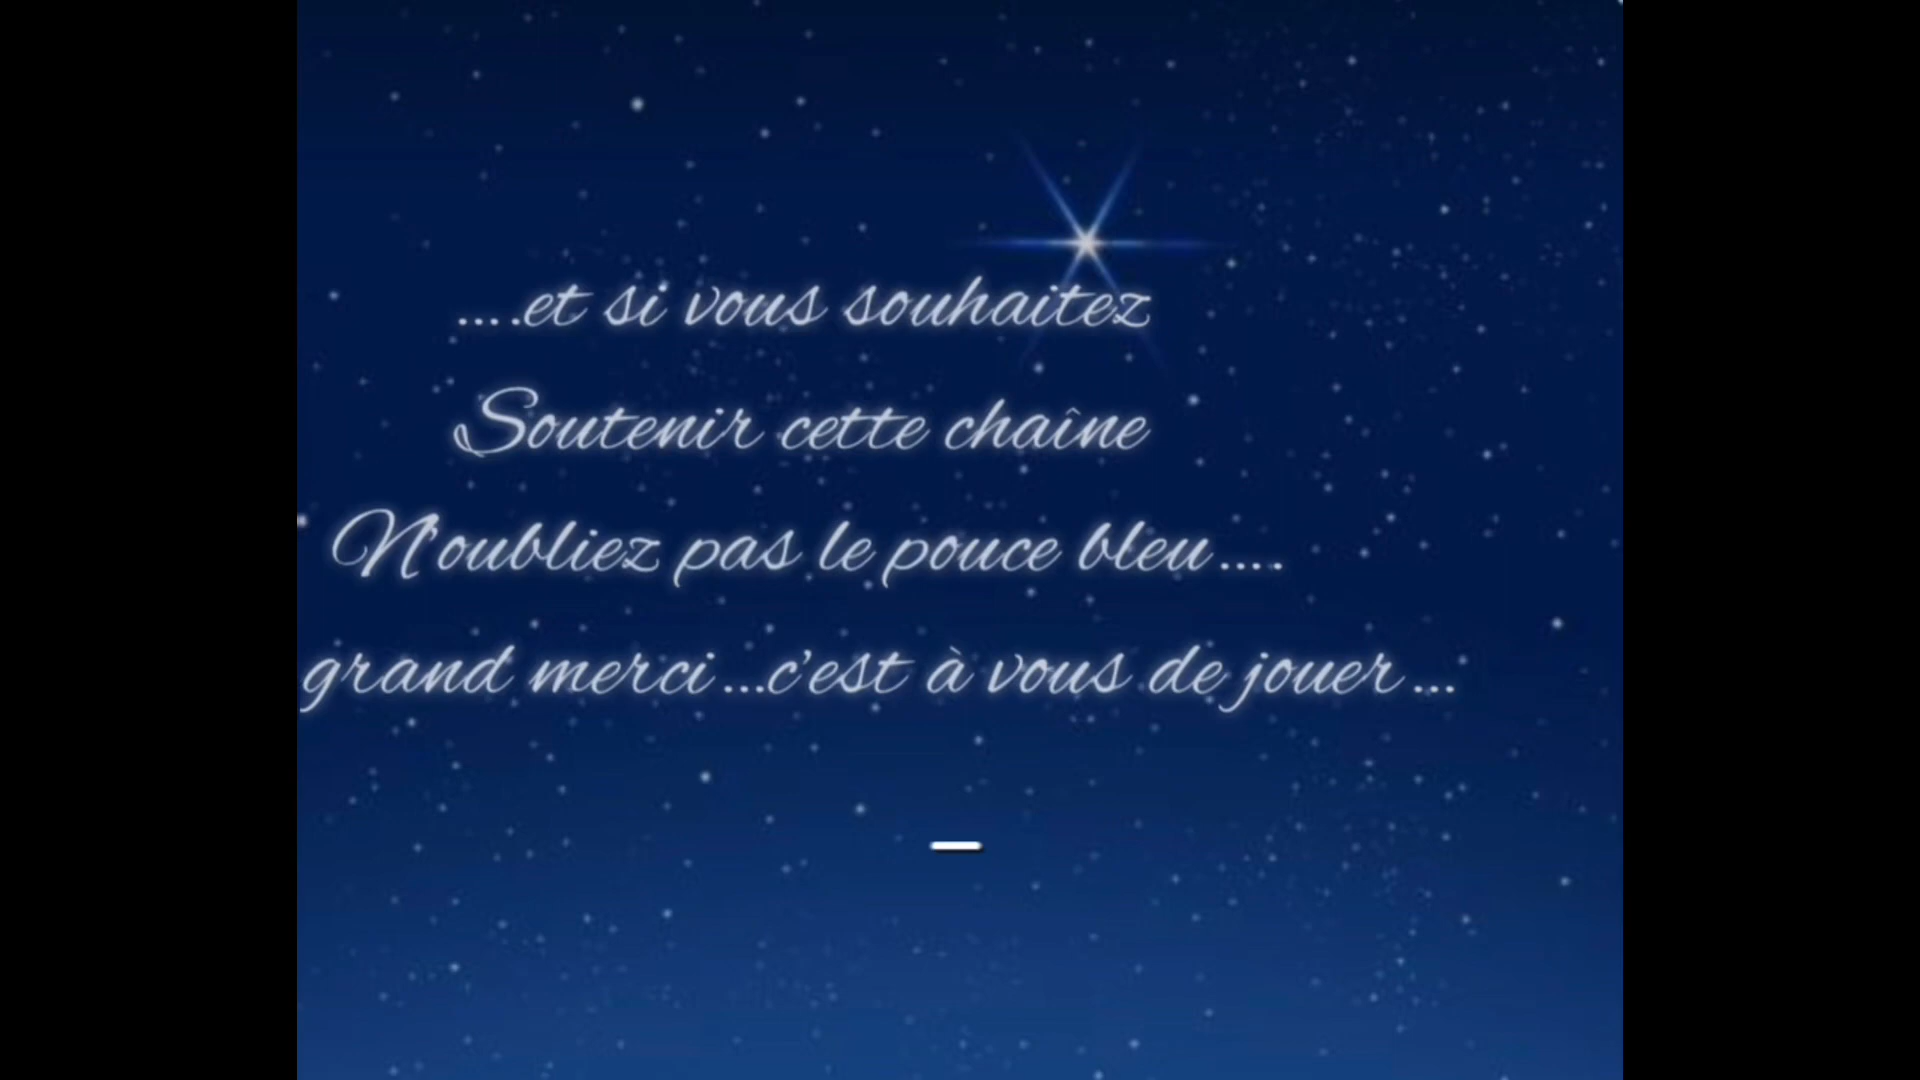 ....et si vous souhaitez
Soutenir cette chaîne
N'oubliez pas le pouce bleu....
grand merci...c'est à vous de jouer...